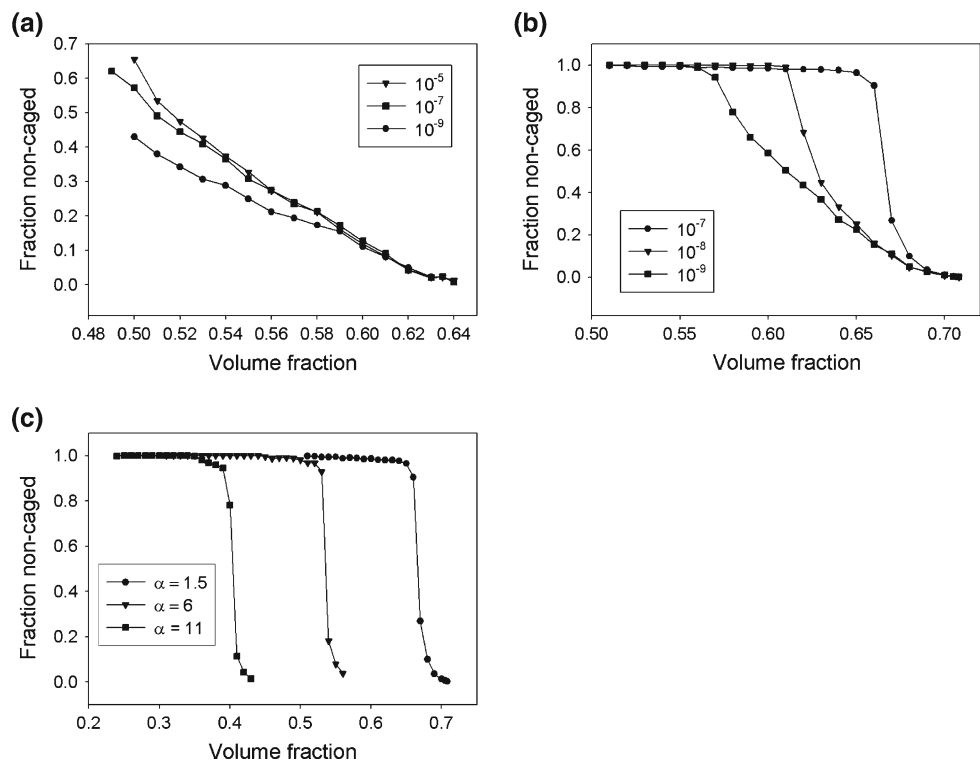 (a)
Fraction non-caged
0.7
0.6
0.5
0.4
0.3
0.2
0.1
0.0
10⁻⁵
10⁻⁷
10⁻⁹
0.48 0.50 0.52 0.54 0.56 0.58 0.60 0.62 0.64
Volume fraction
(b)
Fraction non-caged
1.0
0.8
0.6
0.4
0.2
0.0
10⁻⁷
10⁻⁸
10⁻⁹
0.50 0.55 0.60 0.65 0.70
Volume fraction
(c)
Fraction non-caged
1.0
0.8
0.6
0.4
0.2
0.0
α = 1.5
α = 6
α = 11
0.2 0.3 0.4 0.5 0.6 0.7
Volume fraction